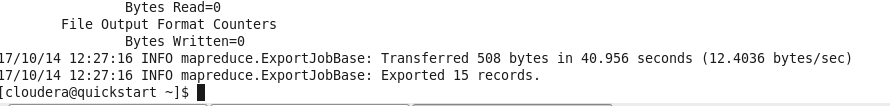 Bytes Read=0
File Output Format Counters
Bytes Written=0
17/10/14 12:27:16 INFO mapreduce.ExportJobBase: Transferred 508 bytes in 40.956 seconds (12.4036 bytes/sec)
17/10/14 12:27:16 INFO mapreduce.ExportJobBase: Exported 15 records.
[cloudera@quickstart ~]$